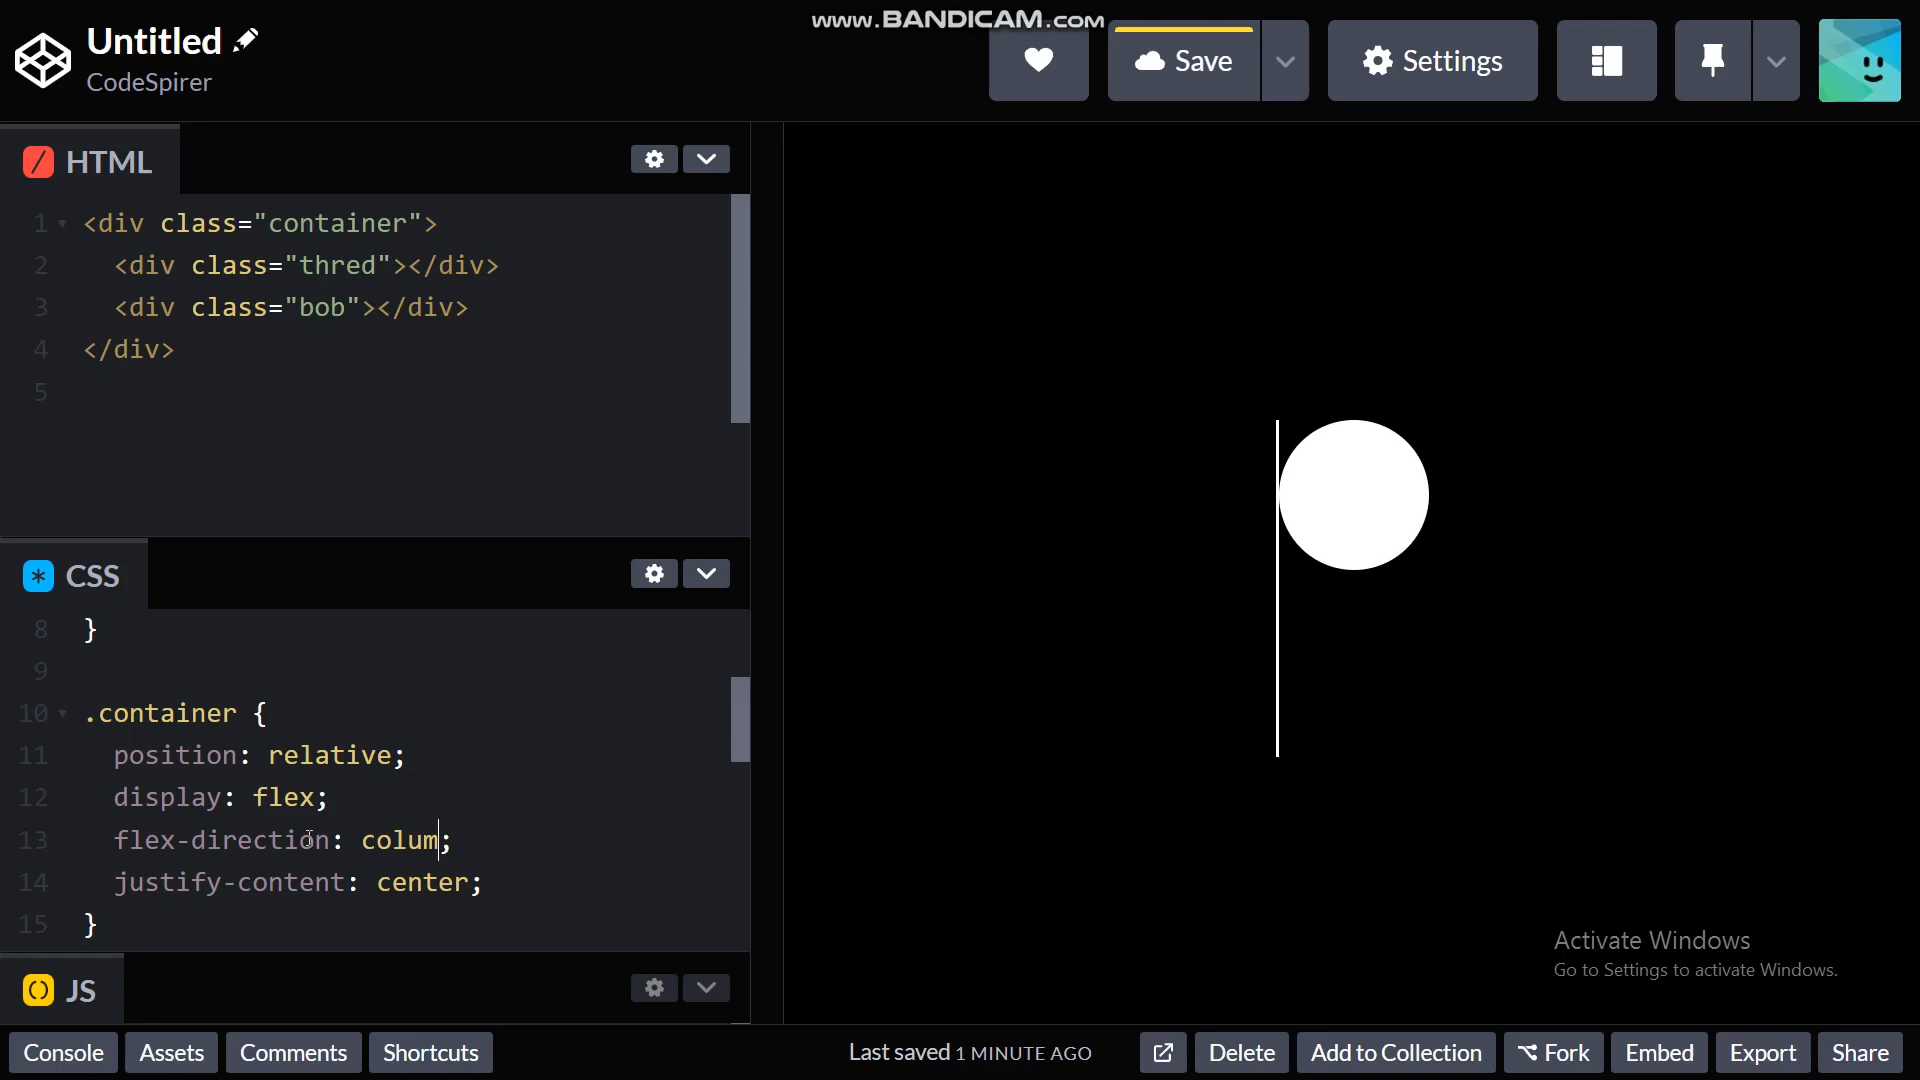 www.BANDICAM.com
Untitled
CodeSpirer
Save
Settings
HTML
1 <div class="container">
2 <div class="thred"></div>
3 <div class="bob"></div>
4 </div>
5
CSS
8 }
9
10 .container {
11 position: relative;
12 display: flex;
13 flex-direction: colum;
14 justify-content: center;
15 }
JS
Activate Windows
Go to Settings to activate Windows.
Console Assets Comments Shortcuts Last saved 1 MINUTE AGO Delete Add to Collection Fork Embed Export Share